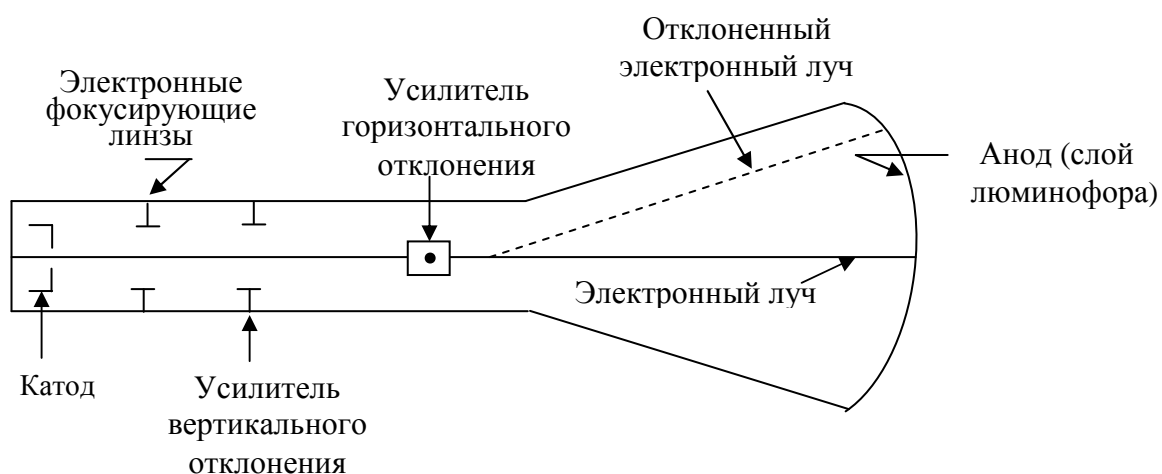 Отклоненный
электронный луч
Электронные
фокусирующие
линзы
Усилитель
горизонтального
отклонения
Анод (слой
люминофора)
Электронный луч
Катод
Усилитель
вертикального
отклонения